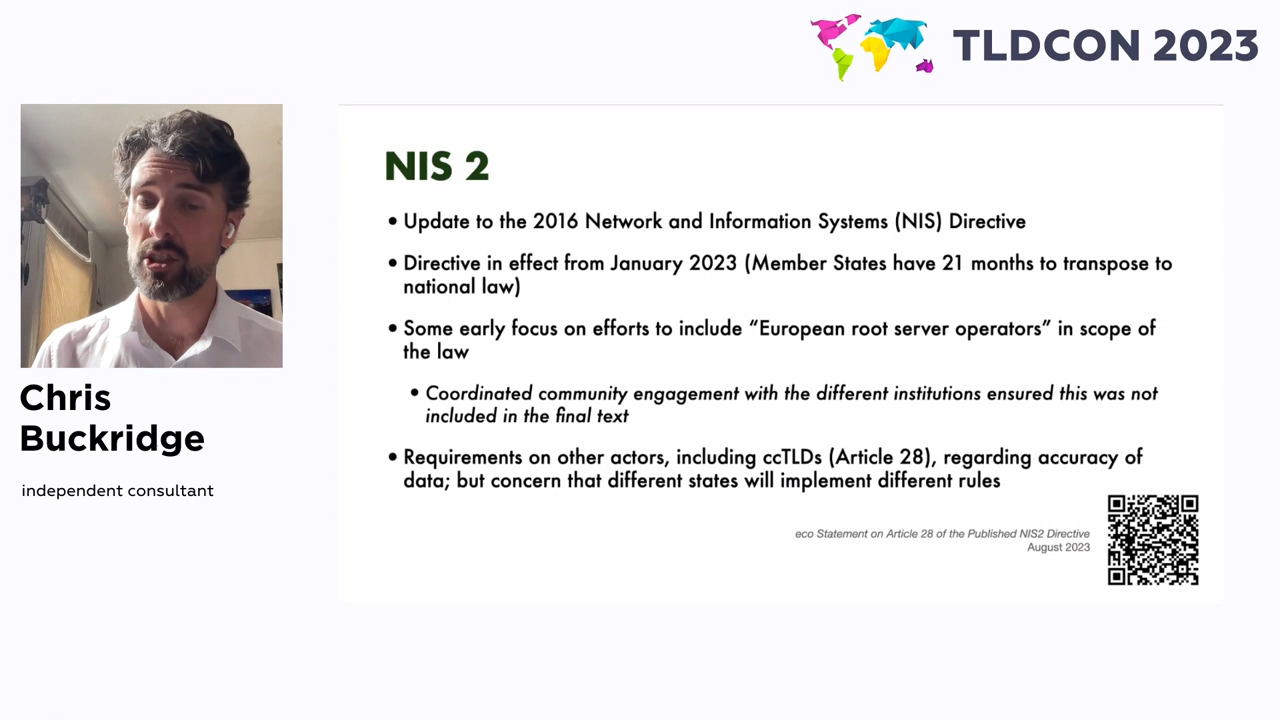 TLDCON 2023
Chris
Buckridge
independent consultant
NIS 2
• Update to the 2016 Network and Information Systems (NIS) Directive
• Directive in effect from January 2023 (Member States have 21 months to transpose to
national law)
• Some early focus on efforts to include “European root server operators” in scope of
the law
• Coordinated community engagement with the different institutions ensured this was not
included in the final text
• Requirements on other actors, including ccTLDs (Article 28), regarding accuracy of
data; but concern that different states will implement different rules
eco Statement on Article 28 of the Published NIS2 Directive
August 2023